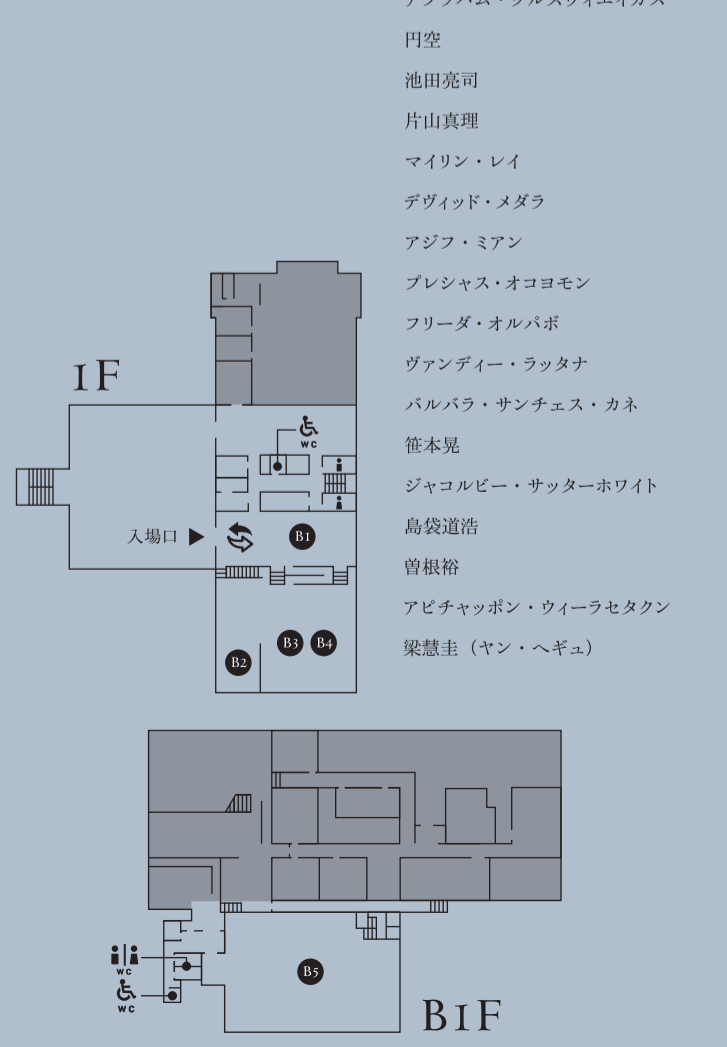 円空
池田亮司
片山真理
マイリン・レイ
デヴィッド・メダラ
アジフ・ミアン
プレシャス・オコヨモン
フリーダ・オルパボ
ヴァンディー・ラッタナ
バルバラ・サンチェス・カネ
笹本晃
ジャコルビー・サッターホワイト
島袋道浩
曽根裕
アピチャッポン・ウィーラセタクン
梁慧圭（ヤン・ヘギュ）
1F
WC
入場口
B1
B3
B4
B2
WC
B5
WC
B1F